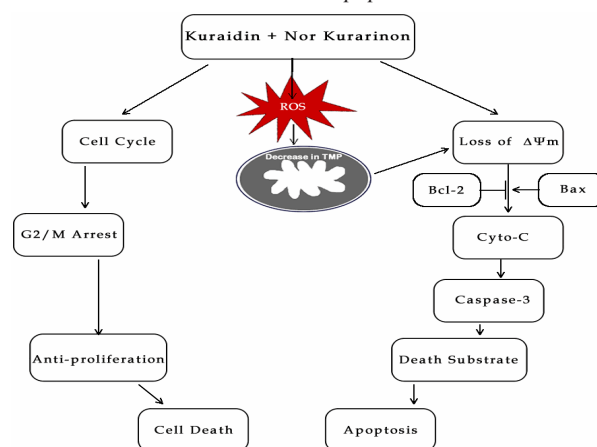 Kuraidin + Nor Kurarinon
ROS
Cell Cycle
Decrease in TMP
Loss of ΔΨm
Bcl-2
Bax
G2/M Arrest
Cyto-C
Caspase-3
Anti-proliferation
Death Substrate
Cell Death
Apoptosis